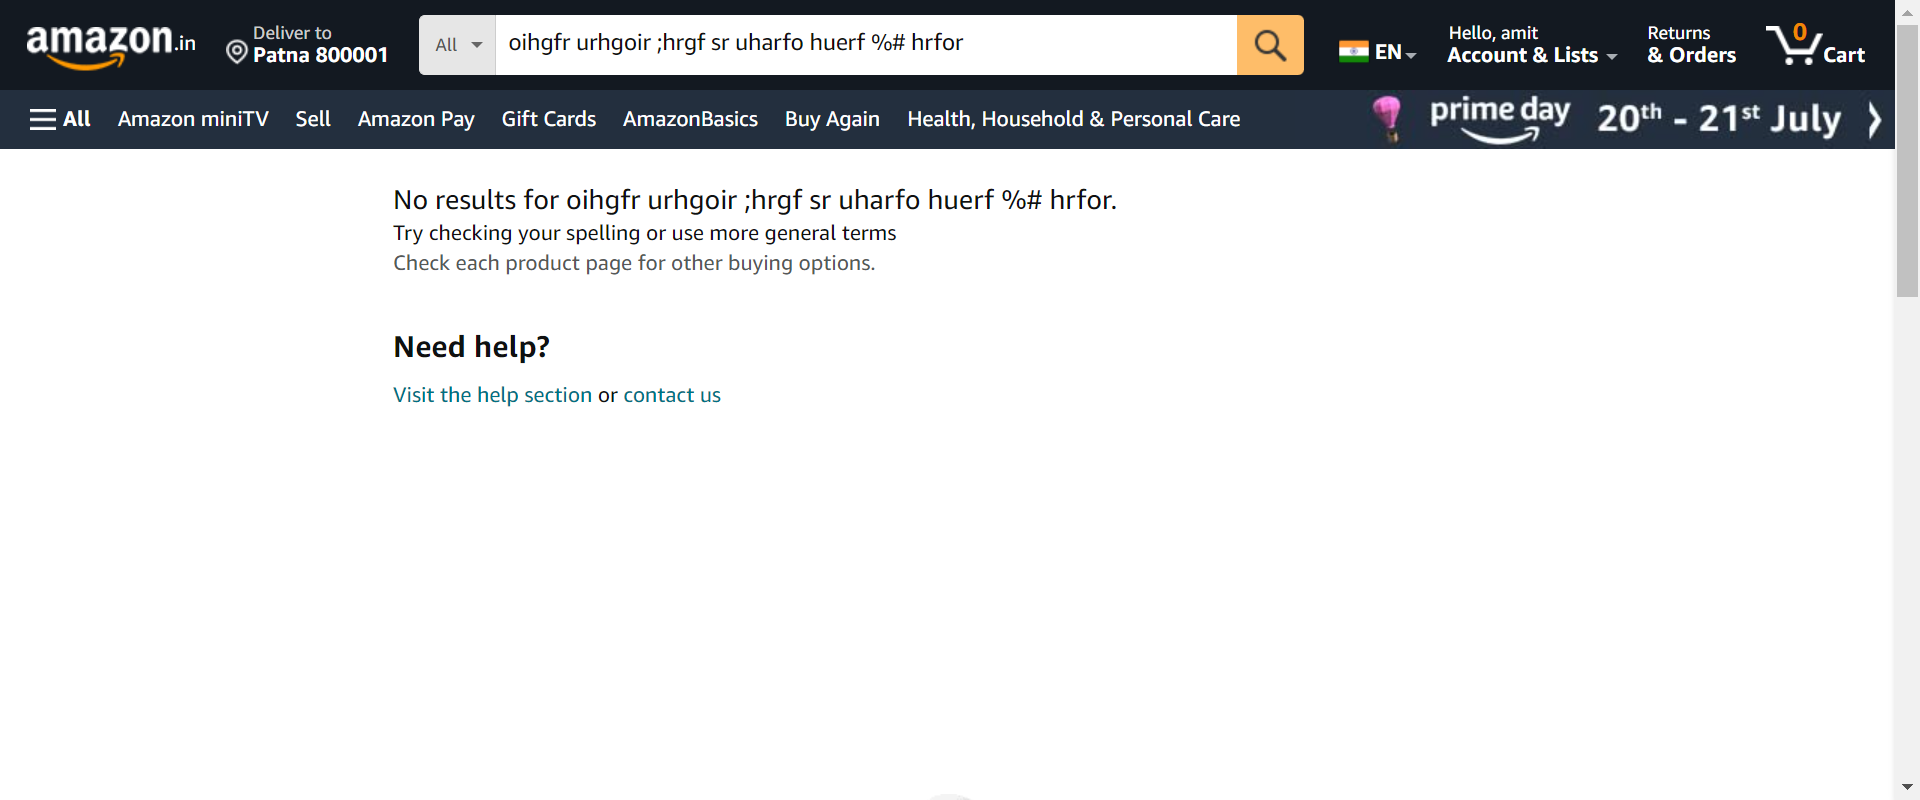 amazon.in
Deliver to
Patna 800001
All
oihgfr urhgoir ;hrgf sr uharfo huerf %# hrfor
EN
Hello, amit
Account & Lists
Returns
& Orders
0
Cart
All Amazon miniTV Sell Amazon Pay Gift Cards AmazonBasics Buy Again Health, Household & Personal Care
prime day 20th - 21st July
No results for oihgfr urhgoir ;hrgf sr uharfo huerf %# hrfor.
Try checking your spelling or use more general terms
Check each product page for other buying options.
Need help?
Visit the help section or contact us